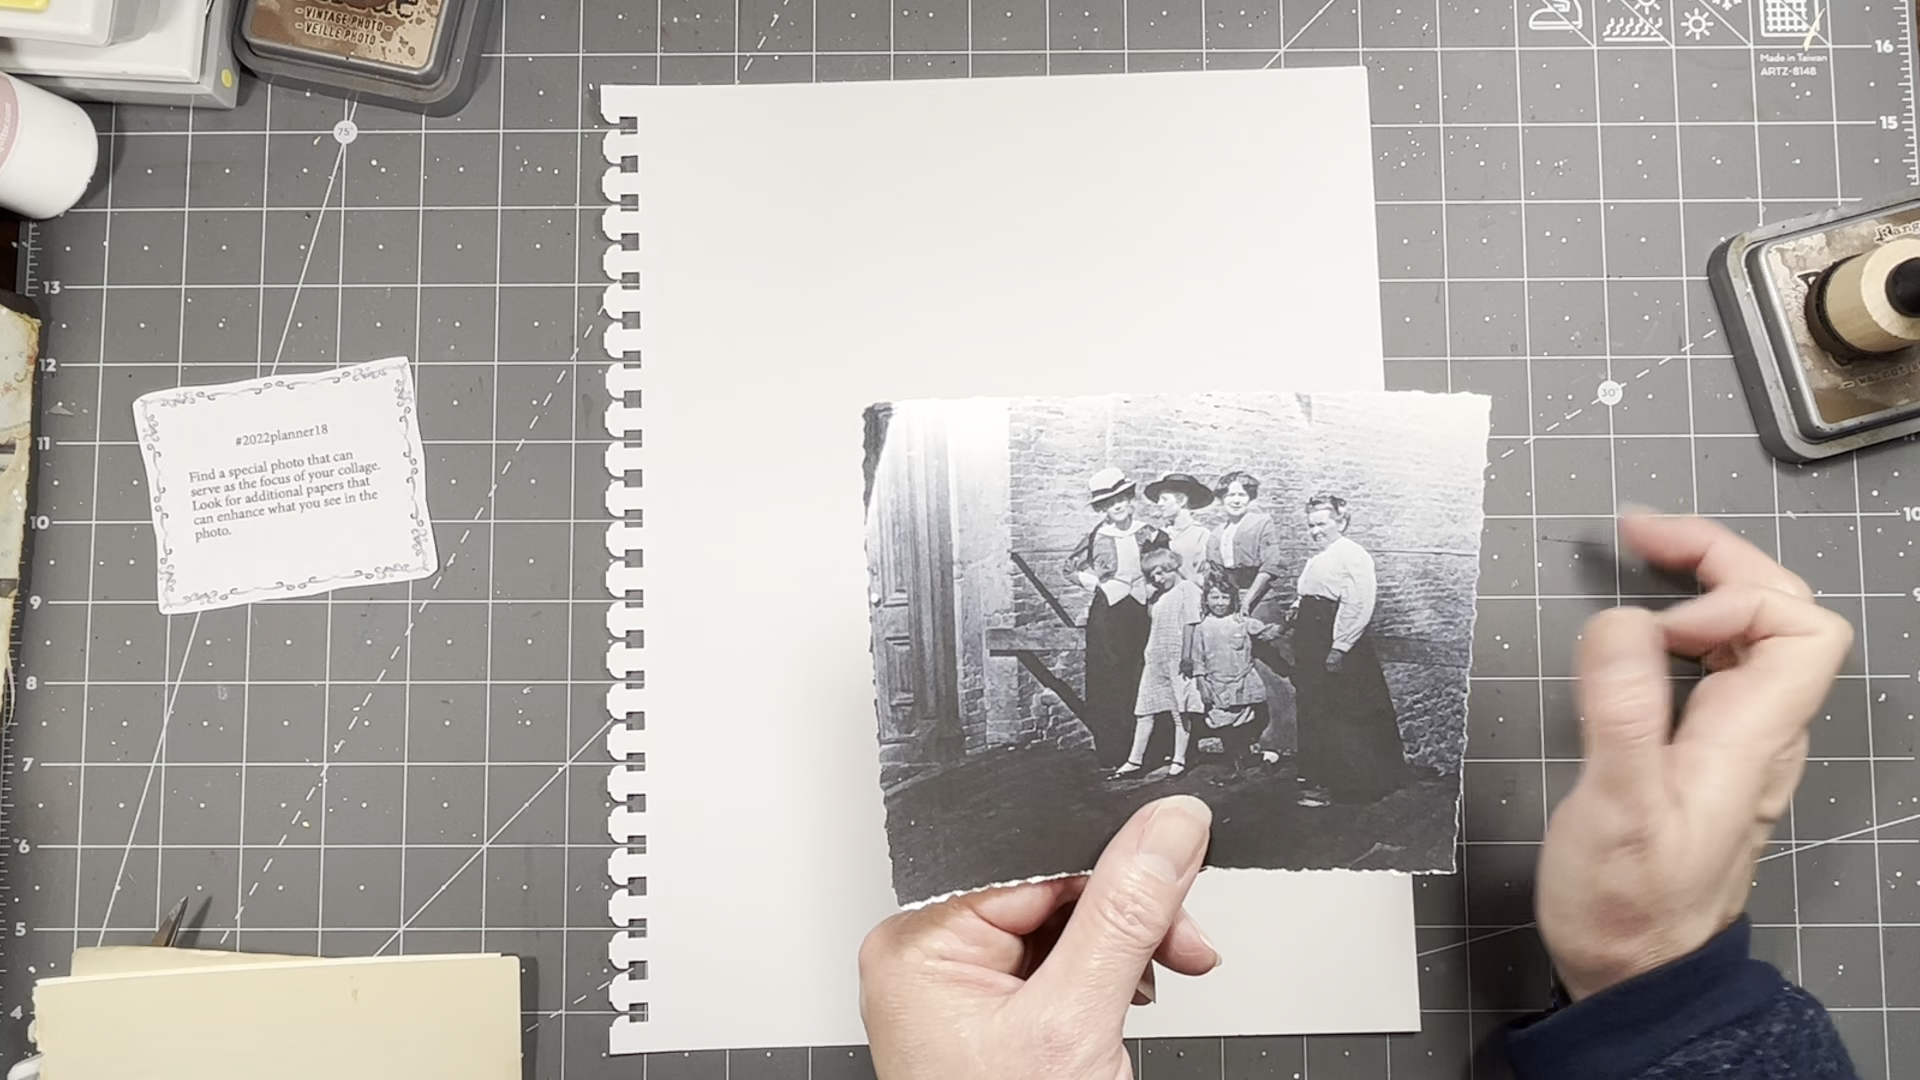 - VINTAGE PHOTO -
- VEILLE PHOTO -
Made in Taiwan
ARTZ-8148
16
15
75°
13
12
30°
11
10
10
9
9
8
7
6
5
4
#2022planner18
Find a special photo that can
serve as the focus of your collage.
Look for additional papers that
can enhance what you see in the
photo.